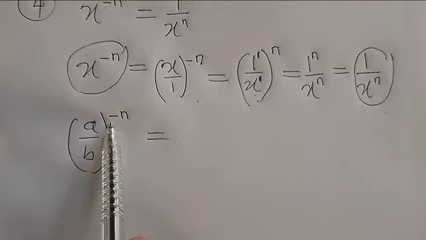 ④ x⁻ⁿ = 1/xⁿ
x⁻ⁿ = (x/1)⁻ⁿ = (1/x)ⁿ = 1ⁿ/xⁿ = 1/xⁿ
(a/b)⁻ⁿ =